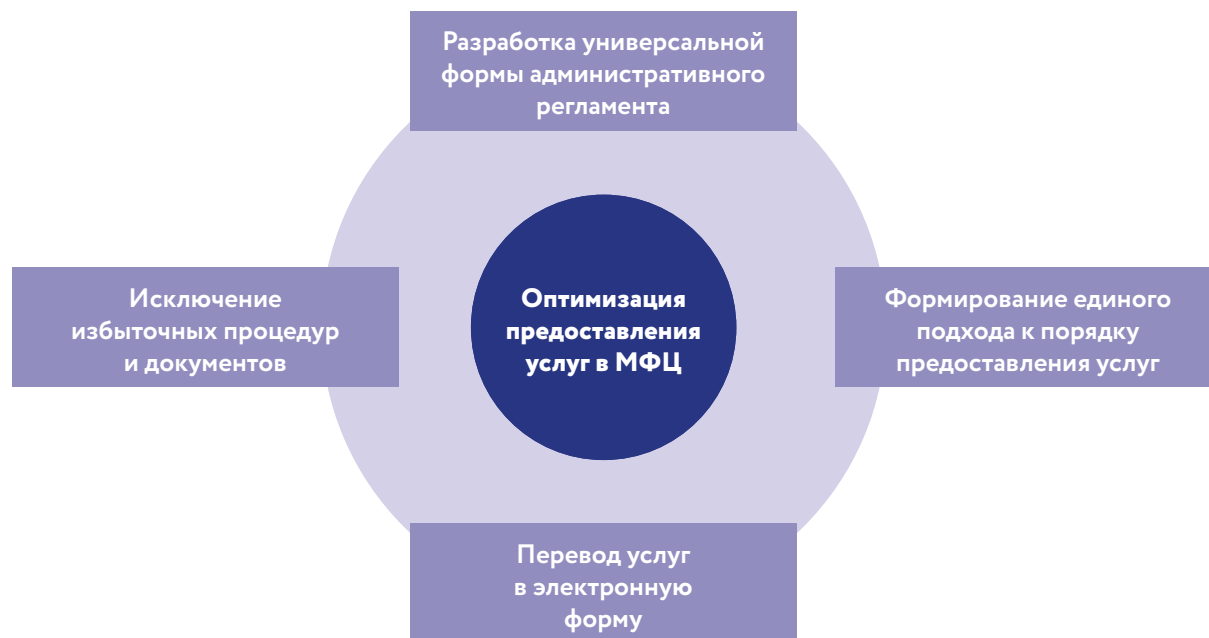 Разработка универсальной
формы административного
регламента
Исключение
избыточных процедур
и документов
Оптимизация
предоставления
услуг в МФЦ
Формирование единого
подхода к порядку
предоставления услуг
Перевод услуг
в электронную
форму